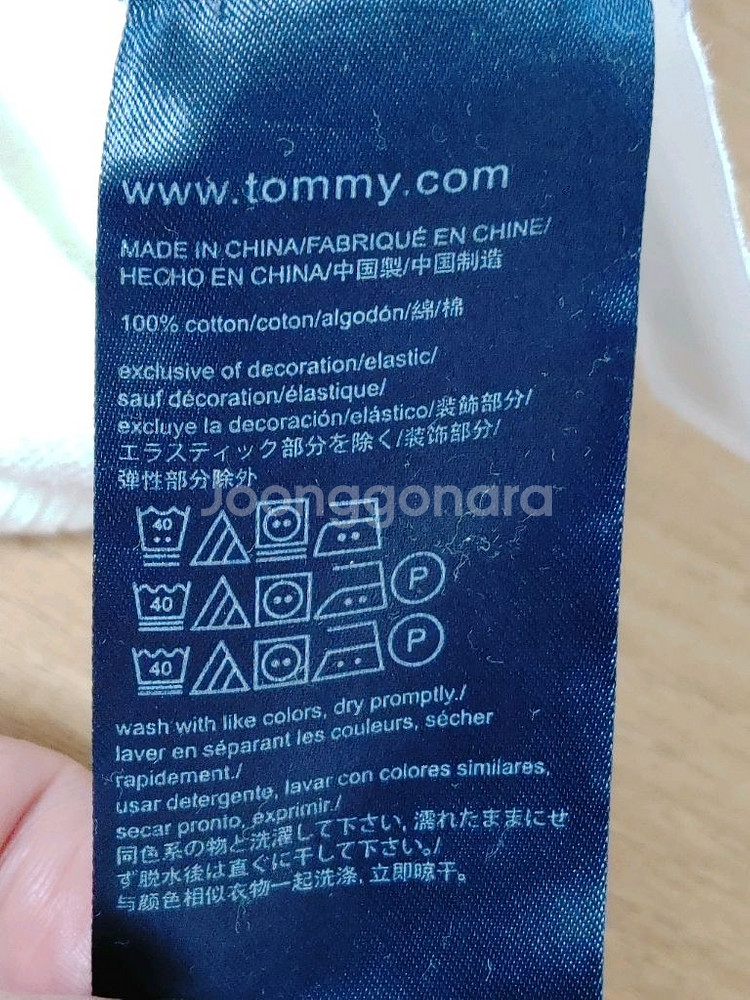 www.tommy.com
MADE IN CHINA/FABRIQUÉ EN CHINE/
HECHO EN CHINA/中国製/中国制造
100% cotton/coton/algodón/綿/棉
exclusive of decoration/elastic/
sauf décoration/élastique/
excluye la decoración/elástico/装飾部分/
エラスティック部分を除く/装饰部分/
弹性部分除外
Joonggonara
40
40 P
40 P
wash with like colors, dry promptly./
laver en séparant les couleurs, sécher
rapidement./
usar detergente, lavar con colores similares,
secar pronto, exprimir./
同色系の物と洗濯して下さい, 濡れたままにせ
ず脱水後は直ぐに干して下さい。/
与颜色相似衣物一起洗涤, 立即晾干。